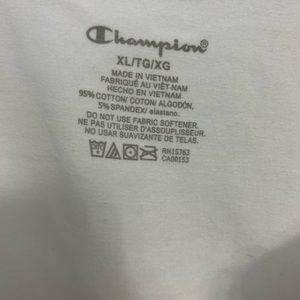 Champion®
XL/TG/XG
MADE IN VIETNAM
FABRIQUÉ AU VIÊT-NAM
HECHO EN VIETNAM
95% COTTON/ COTON/ ALGODÓN,
5% SPANDEX/ elastano.
DO NOT USE FABRIC SOFTENER.
NE PAS UTILISER D'ASSOUPLISSEUR.
NO USAR SUAVIZANTE DE TELAS.
RN15763
CA00153